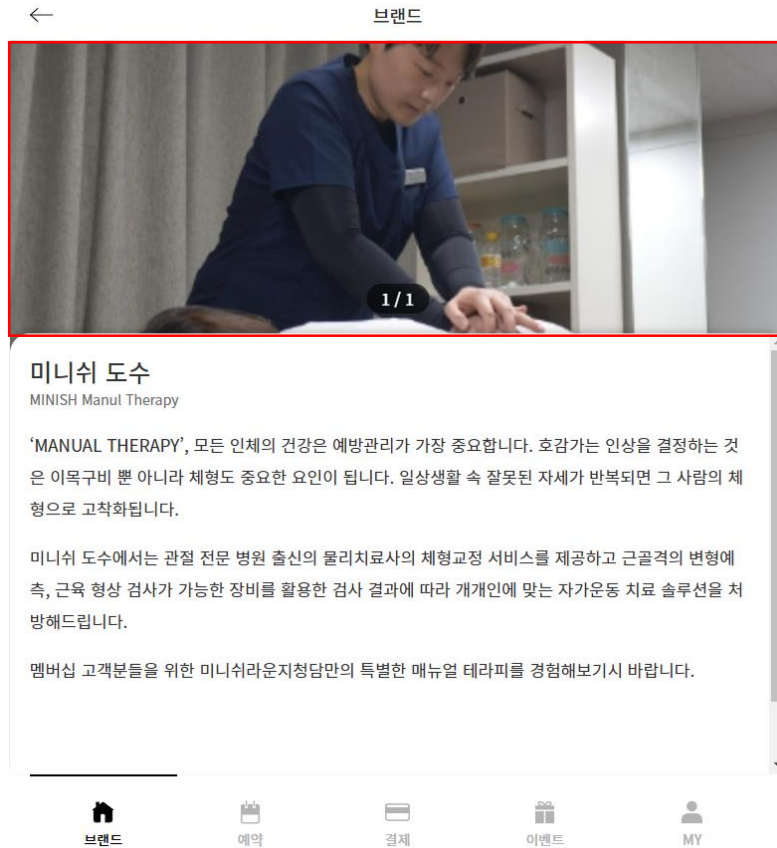 브랜드
1/1
미니쉬 도수
MINISH Manul Therapy
‘MANUAL THERAPY’, 모든 인체의 건강은 예방관리가 가장 중요합니다. 호감가는 인상을 결정하는 것
은 이목구비 뿐 아니라 체형도 중요한 요인이 됩니다. 일상생활 속 잘못된 자세가 반복되면 그 사람의 체
형으로 고착화됩니다.
미니쉬 도수에서는 관절 전문 병원 출신의 물리치료사의 체형교정 서비스를 제공하고 근골격의 변형예
측, 근육 형상 검사가 가능한 장비를 활용한 검사 결과에 따라 개개인에 맞는 자가운동 치료 솔루션을 처
방해드립니다.
멤버십 고객분들을 위한 미니쉬라운지청담만의 특별한 매뉴얼 테라피를 경험해보기시 바랍니다.
브랜드 예약 결제 이벤트 MY